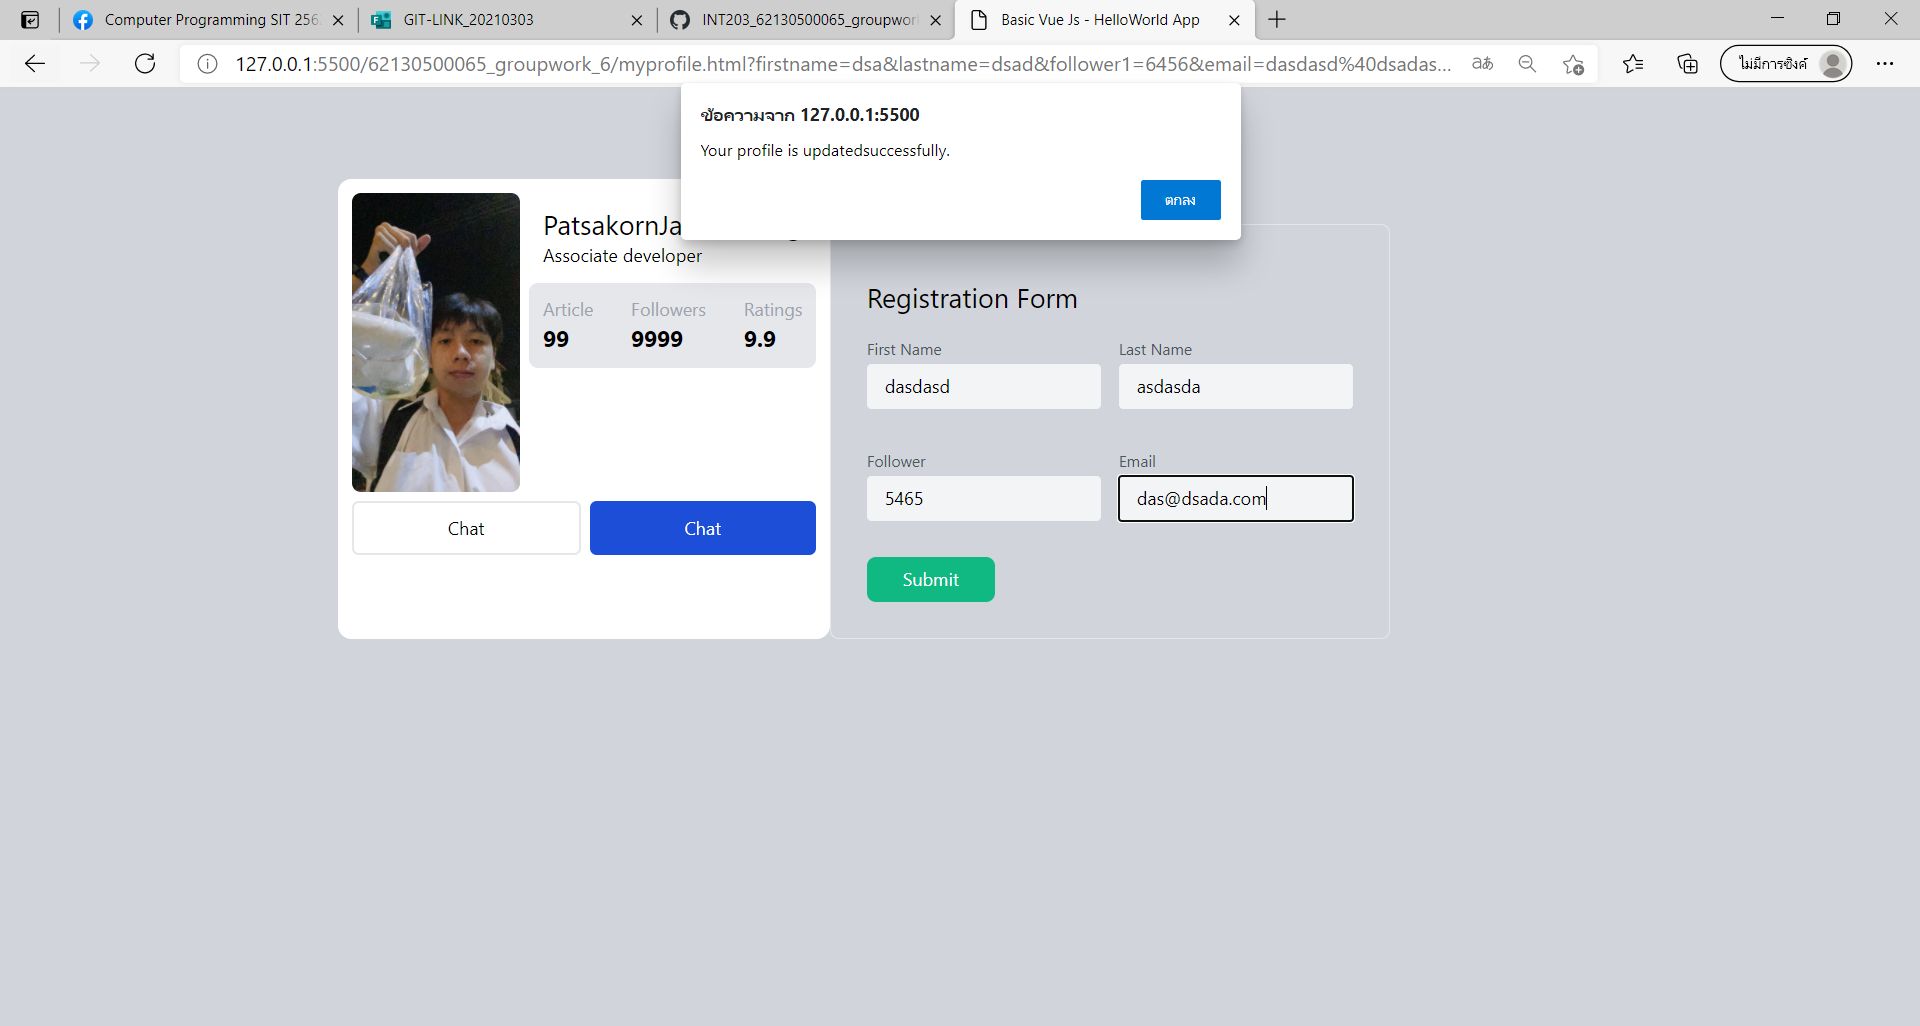 Computer Programming SIT 256
GIT-LINK_20210303
INT203_62130500065_groupwor
Basic Vue Js - HelloWorld App
127.0.0.1:5500/62130500065_groupwork_6/myprofile.html?firstname=dsa&lastname=dsad&follower1=6456&email=dasdasd%40dsadas...
ไม่มีการซิงค์
ข้อความจาก 127.0.0.1:5500
Your profile is updatedsuccessfully.
ตกลง
PatsakornJa
Associate developer
Article Followers Ratings
99 9999 9.9
Chat
Chat
Registration Form
First Name
Last Name
dasdasd
asdasda
Follower
Email
5465
das@dsada.com
Submit